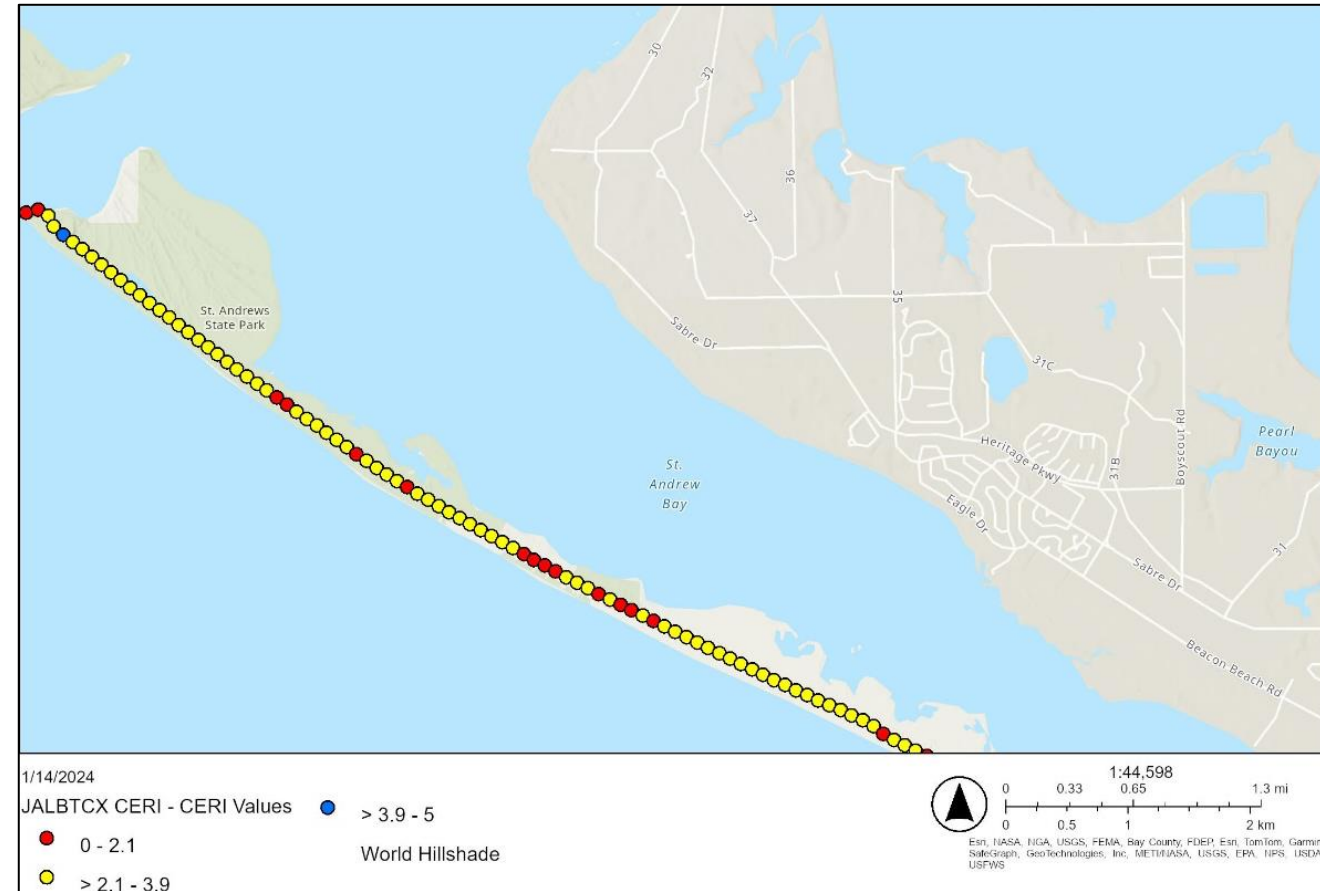 30
32
36
37
35
Sabre Dr
St. Andrews
State Park
31C
Heritage Pkwy
31B
Boyscout Rd
Pearl
Bayou
St.
Andrew
Bay
Eagle Dr
31
Sabre Dr
Beacon Beach Rd
1/14/2024
JALBTCX CERI - CERI Values
0 - 2.1
> 2.1 - 3.9
> 3.9 - 5
World Hillshade
1:44,598
0 0.33 0.65 1.3 mi
0 0.5 1 2 km
Esri, NASA, NGA, USGS, FEMA, Bay County, FDEP, Esri, TomTom, Garmin,
SafeGraph, GeoTechnologies, Inc, METI/NASA, USGS, EPA, NPS, USDA,
USFWS